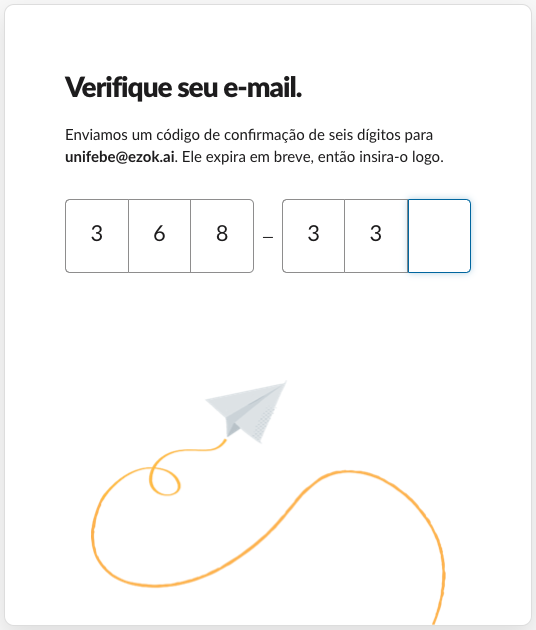 Verifique seu e-mail.
Enviamos um código de confirmação de seis dígitos para
unifebe@ezok.ai. Ele expira em breve, então insira-o logo.
3 6 8 – 3 3